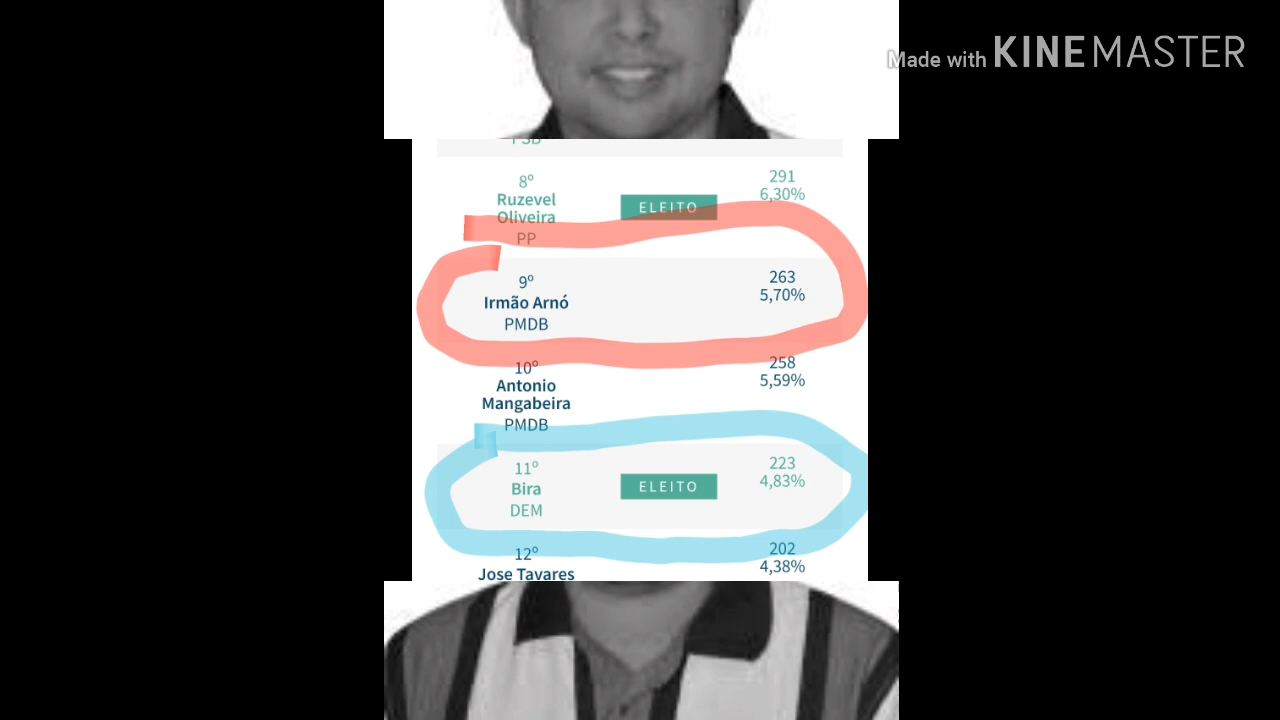 Made with KINEMASTER
PSB
8º
291
6,30%
Ruzevel
Oliveira
ELEITO
PP
9º
263
5,70%
Irmão Arnó
PMDB
10º
258
5,59%
Antonio
Mangabeira
PMDB
11º
223
4,83%
Bira
ELEITO
DEM
12º
202
4,38%
Jose Tavares